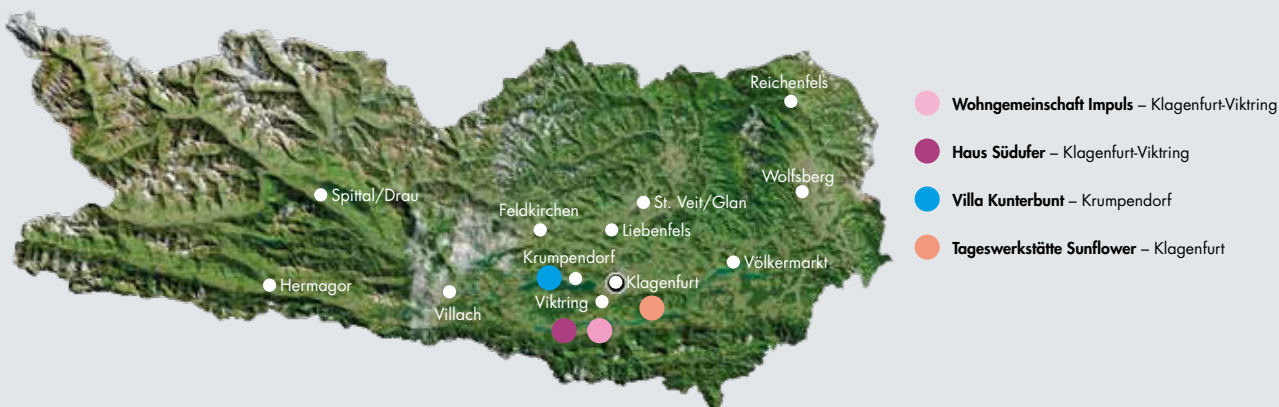 Reichenfels
Wolfsberg
Spittal/Drau
St. Veit/Glan
Feldkirchen
Liebenfels
Krumpendorf
Völkermarkt
Klagenfurt
Hermagor
Viktring
Villach
Wohngemeinschaft Impuls – Klagenfurt-Viktring
Haus Südufer – Klagenfurt-Viktring
Villa Kunterbunt – Krumpendorf
Tageswerkstätte Sunflower – Klagenfurt